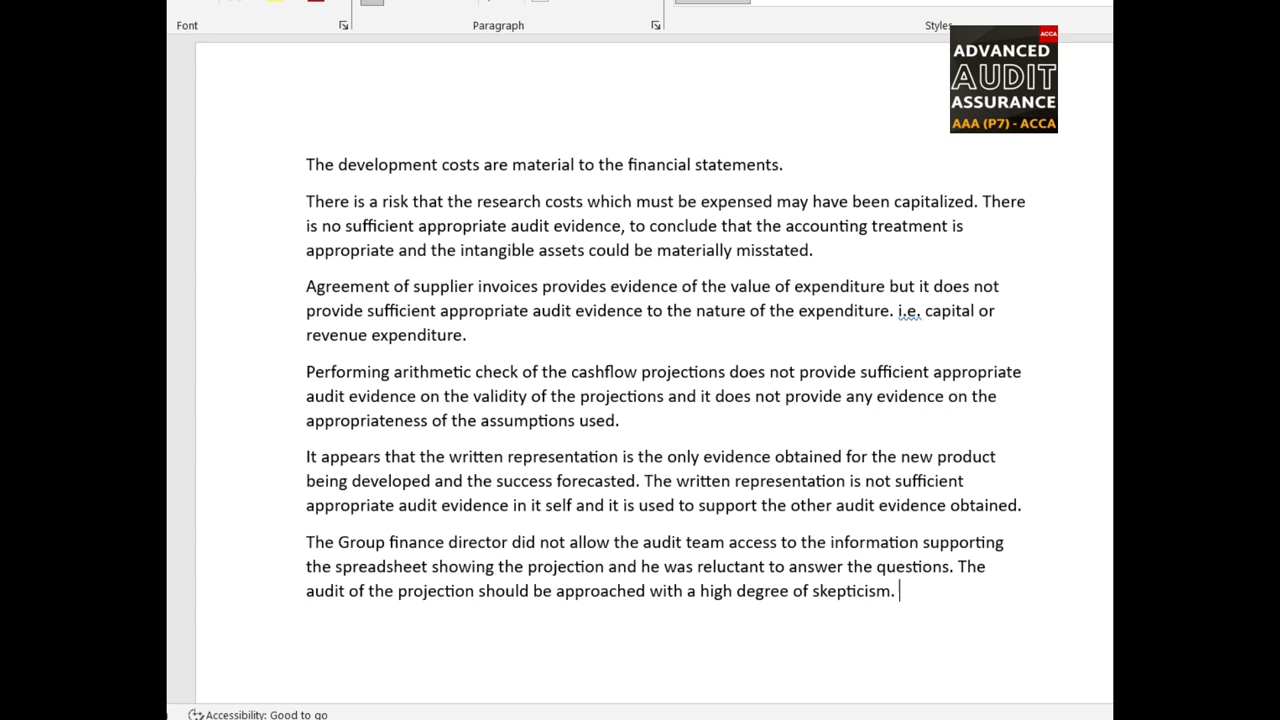 Font
Paragraph
Styles
ACCA
ADVANCED
AUDIT
ASSURANCE
AAA (P7) - ACCA
The development costs are material to the financial statements.
There is a risk that the research costs which must be expensed may have been capitalized. There
is no sufficient appropriate audit evidence, to conclude that the accounting treatment is
appropriate and the intangible assets could be materially misstated.
Agreement of supplier invoices provides evidence of the value of expenditure but it does not
provide sufficient appropriate audit evidence to the nature of the expenditure. i.e. capital or
revenue expenditure.
Performing arithmetic check of the cashflow projections does not provide sufficient appropriate
audit evidence on the validity of the projections and it does not provide any evidence on the
appropriateness of the assumptions used.
It appears that the written representation is the only evidence obtained for the new product
being developed and the success forecasted. The written representation is not sufficient
appropriate audit evidence in it self and it is used to support the other audit evidence obtained.
The Group finance director did not allow the audit team access to the information supporting
the spreadsheet showing the projection and he was reluctant to answer the questions. The
audit of the projection should be approached with a high degree of skepticism.
Accessibility: Good to go